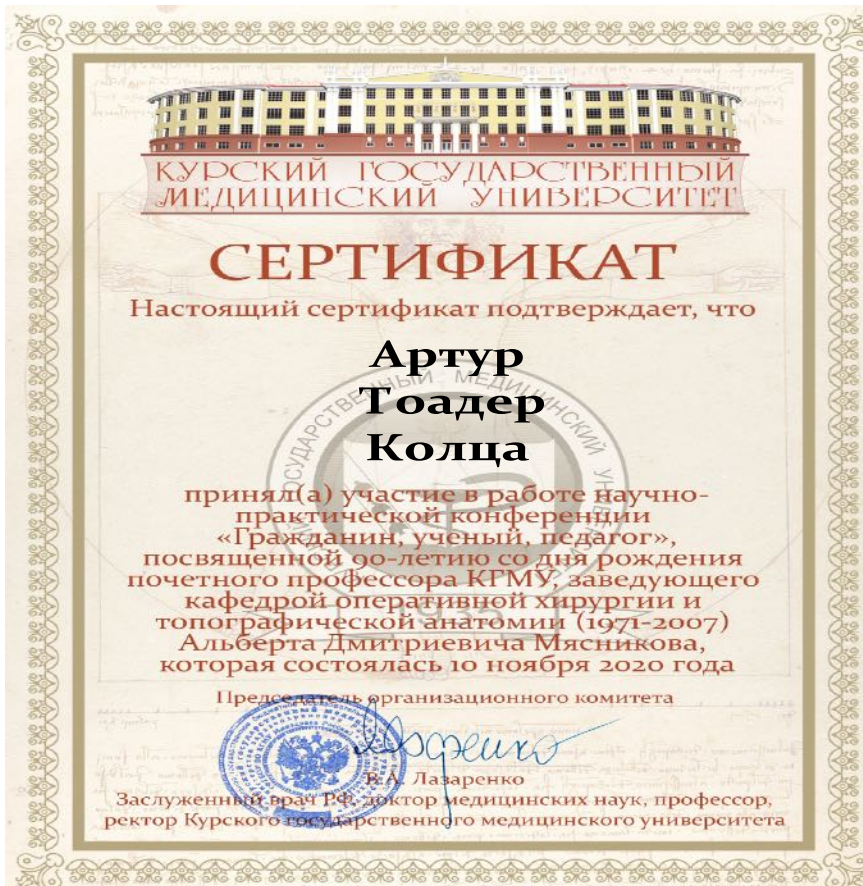 КУРСКИЙ ГОСУДАРСТВЕННЫЙ
МЕДИЦИНСКИЙ УНИВЕРСИТЕТ
СЕРТИФИКАТ
Настоящий сертификат подтверждает, что
Артур
Тоадер
Колца
принял(а) участие в работе научно-
практической конференции
«Гражданин, ученый, педагог»,
посвященной 90-летию со дня рождения
почетного профессора КГМУ, заведующего
кафедрой оперативной хирургии и
топографической анатомии (1971-2007)
Альберта Дмитриевича Мясникова,
которая состоялась 10 ноября 2020 года
Председатель организационного комитета
В.А. Лазаренко
Заслуженный врач РФ, доктор медицинских наук, профессор,
ректор Курского государственного медицинского университета
1935